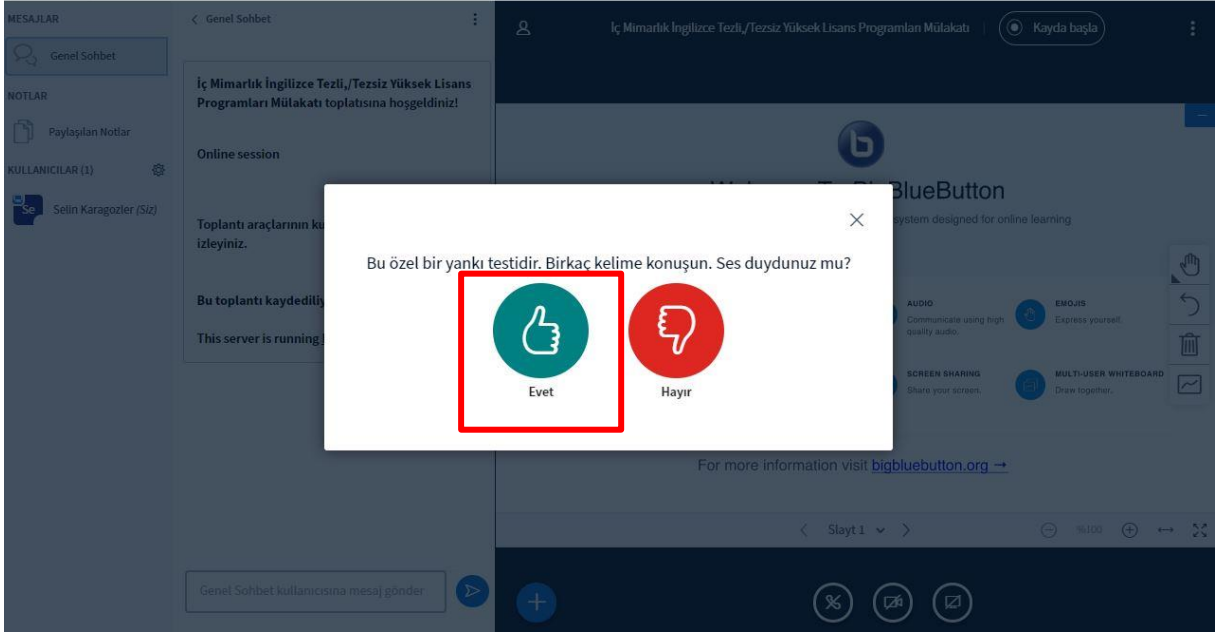 MESAJLAR
Genel Sohbet
NOTLAR
Paylaşılan Notlar
KULLANICILAR (1)
Se
Selin Karagozler (Siz)
Genel Sohbet
İç Mimarlık İngilizce Tezli,/Tezsiz Yüksek Lisans
Programları Mülakatı toplatısına hoşgeldiniz!
Online session
Toplantı araçlarının
izleyiniz.
Bu toplantı
This server is running
Genel Sohbet kullanıcısına mesaj gönder
İç Mimarlık İngilizce Tezli,/Tezsiz Yüksek Lisans Programları Mülakatı
Kayda başla
b
BlueButton
system designed for online learning
Bu özel bir yankı testidir. Birkaç kelime konuşun. Ses duydunuz mu?
Evet
Hayır
AUDIO
Communicate using high
quality audio.
EMOJIS
Express yourself.
SCREEN SHARING
Share your screen.
MULTI-USER WHITEBOARD
Draw together.
For more information visit bigbluebutton.org →
Slayt 1
%100